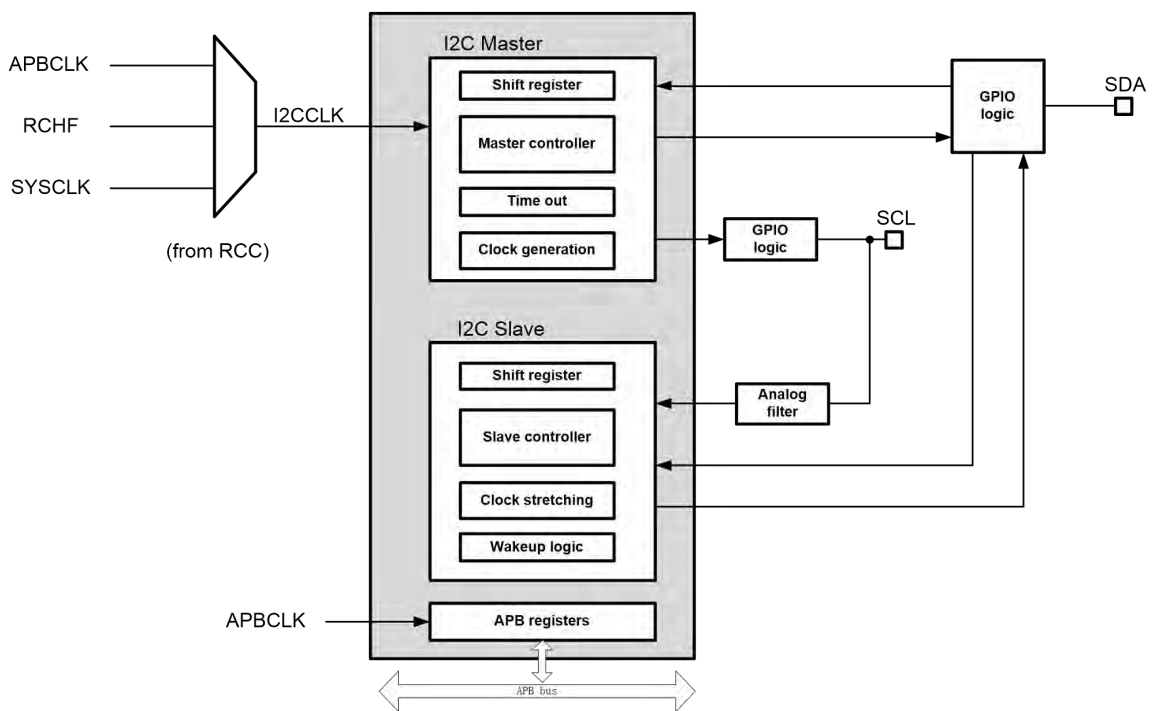 I2C Master
APBCLK
RCHF
SYSCLK
I2CCLK
(from RCC)
Shift register
Master controller
Time out
Clock generation
GPIO
logic
SDA
GPIO
logic
SCL
I2C Slave
Shift register
Slave controller
Clock stretching
Wakeup logic
Analog
filter
APBCLK
APB registers
APB bus